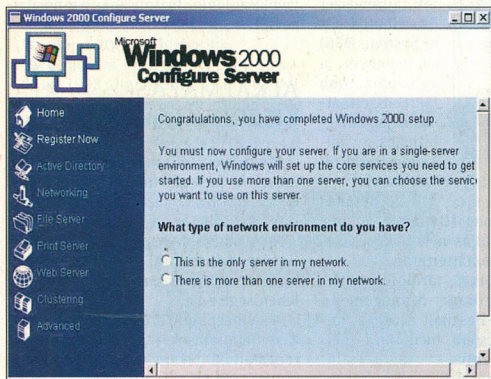 Windows 2000 Configure Server
Microsoft
Windows 2000
Configure Server
Home
Register Now
Active Directory
Networking
File Server
Print Server
Web Server
Clustering
Advanced
Congratulations, you have completed Windows 2000 setup.
You must now configure your server. If you are in a single-server
environment, Windows will set up the core services you need to get
started. If you use more than one server, you can choose the servic
you want to use on this server.
What type of network environment do you have?
This is the only server in my network.
There is more than one server in my network.